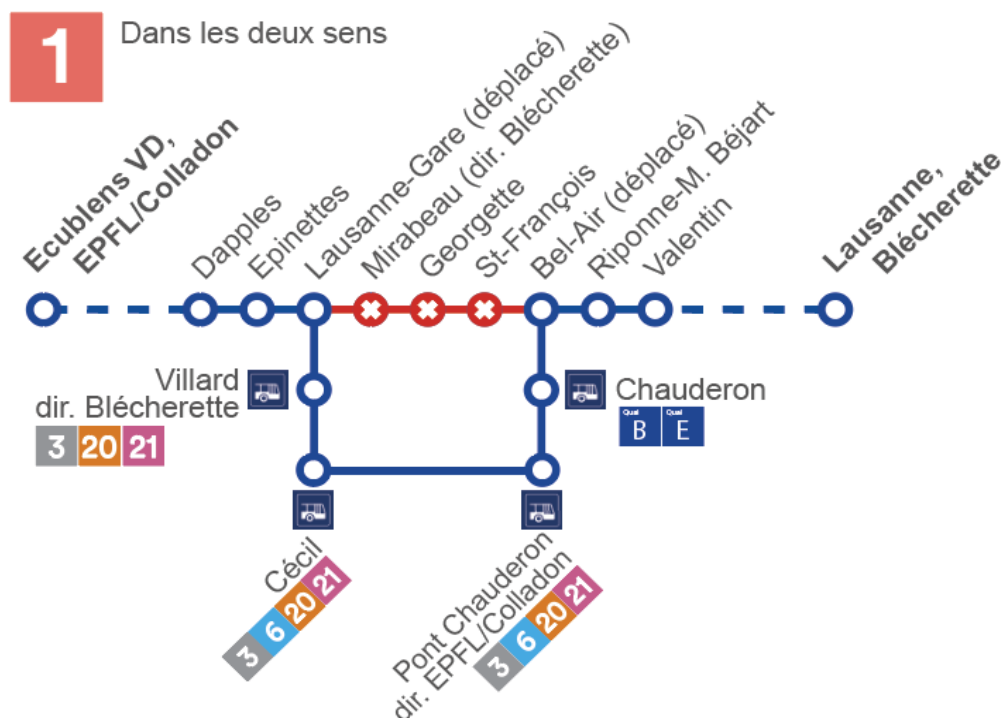 1
Dans les deux sens
Ecublens VD,
EPFL/Colladon
Dapples
Epinettes
Lausanne-Gare (déplacé)
Mirabeau (dir. Blécherette)
Georgette
St-François
Bel-Air (déplacé)
Riponne-M. Béjart
Valentin
Lausanne,
Blécherette
Villard
dir. Blécherette
3 20 21
Chauderon
Quai Quai
B E
Cécil
3 6 20 21
Pont Chauderon
dir. EPFL/Colladon
3 6 20 21